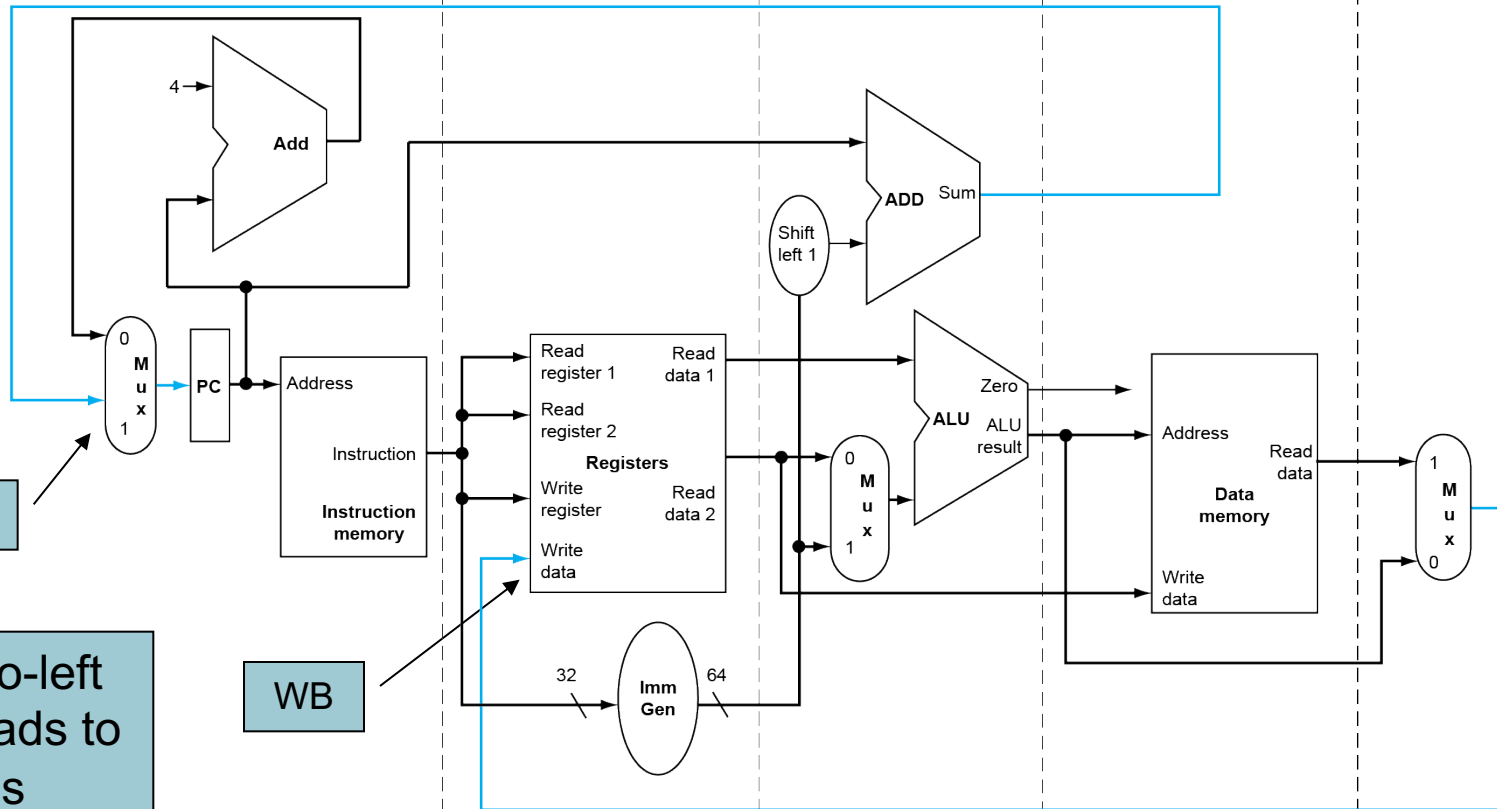 4
Add
ADD
Sum
Shift
left 1
0
M
u
x
1
PC
Address
Instruction
Instruction
memory
Read
register 1
Read
data 1
Read
register 2
Registers
Write
register
Read
data 2
Write
data
0
M
u
x
1
Zero
ALU
ALU
result
Address
Read
data
Data
memory
Write
data
1
M
u
x
0
32
Imm
Gen
64
WB
o-left
ads to
s